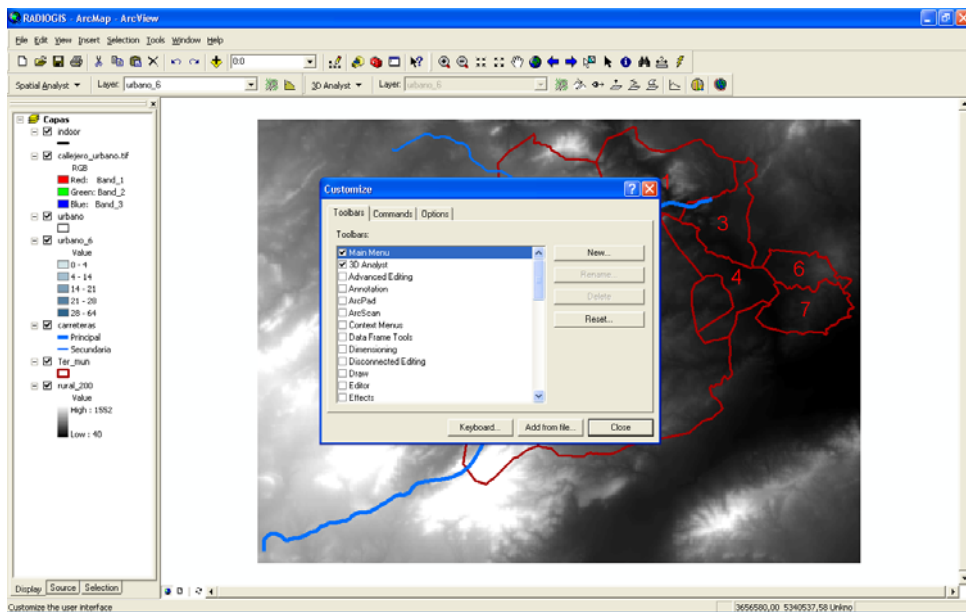 RADIOGIS - ArcMap - ArcView
File Edit View Insert Selection Tools Window Help
0:0
Spatial Analyst Layer: urbano_6 3D Analyst Layer: urbano_6
Capas
indoor
callejero_urbano.tif
RGB
Red: Band_1
Green: Band_2
Blue: Band_3
urbano
urbano_6
Value
0 - 4
4 - 14
14 - 21
21 - 28
28 - 64
carreteras
Principal
Secundaria
Ter_mun
rural_200
Value
High : 1552
Low : 40
Display Source Selection
Customize
Toolbars Commands Options
Toolbars:
Main Menu
3D Analyst
Advanced Editing
Annotation
ArcPad
ArcScan
Context Menus
Data Frame Tools
Dimensioning
Disconnected Editing
Draw
Editor
Effects
New...
Rename...
Delete
Reset...
Keyboard... Add from file... Close
3
4
6
7
Customize the user interface
3656580,00 5340537,58 Unkno